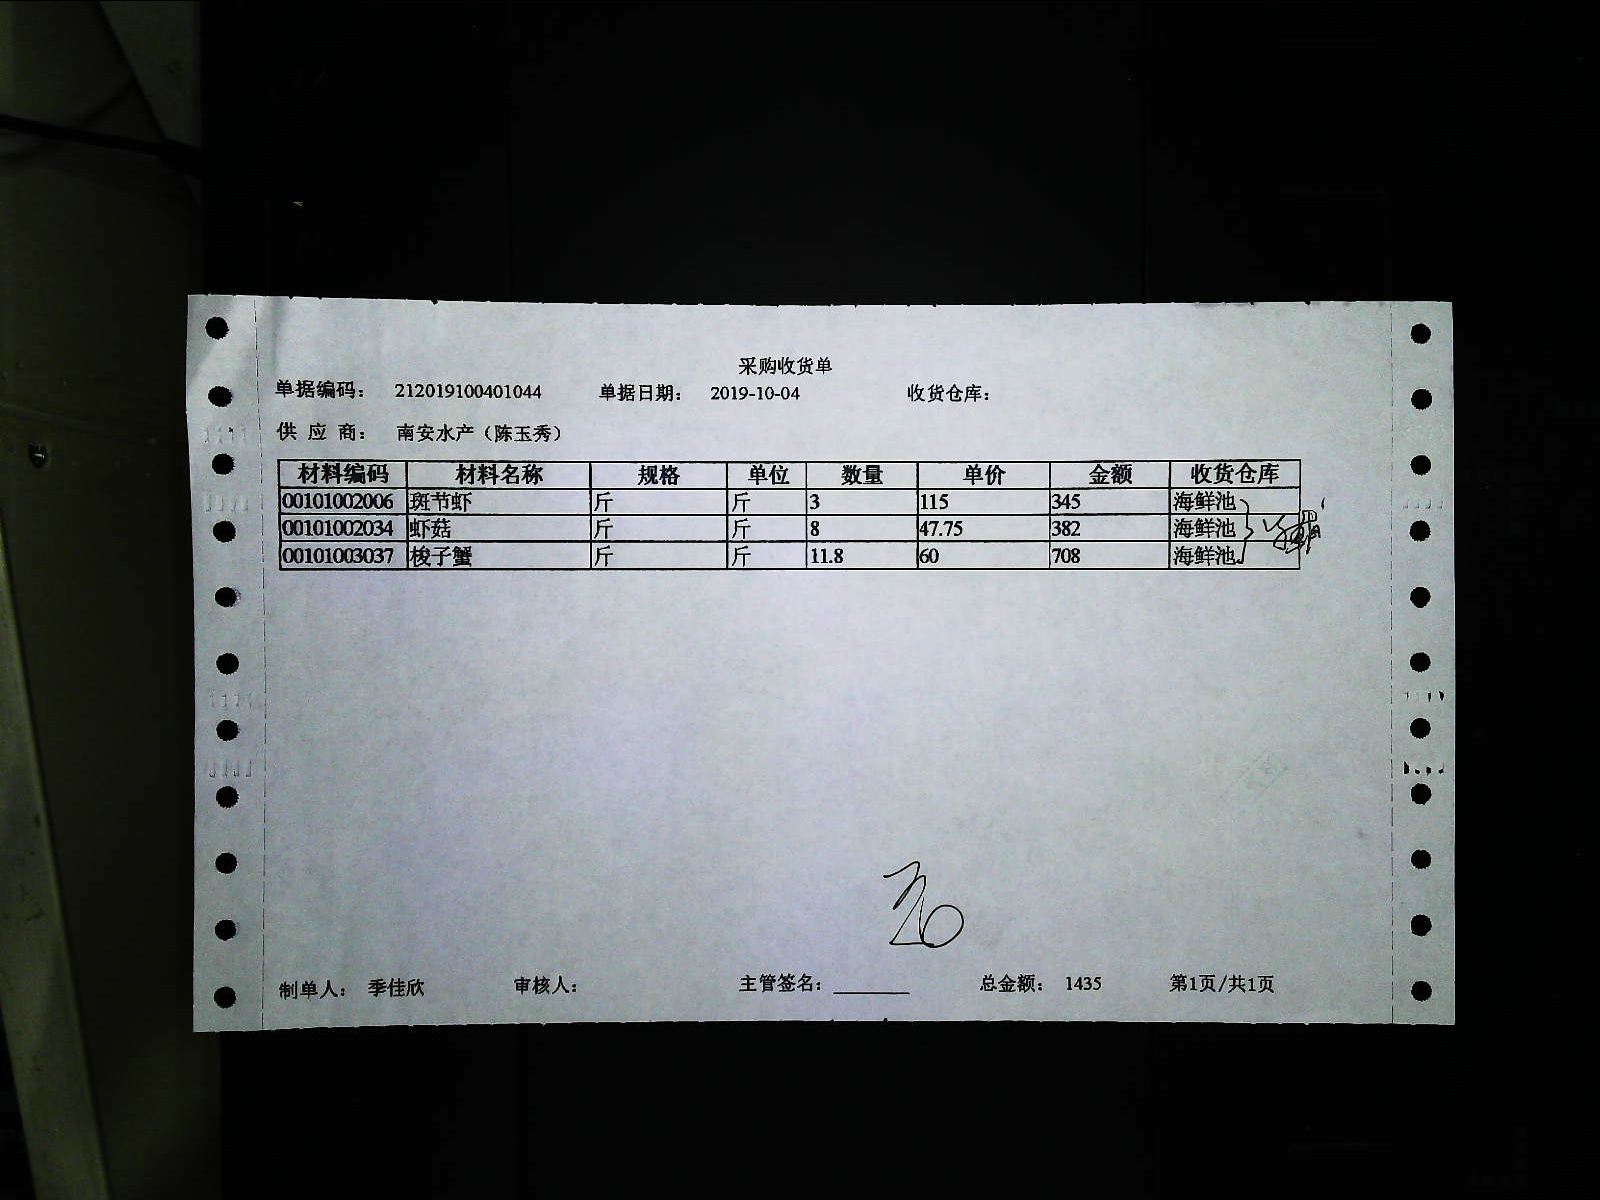 采购收货单
单据编码： 212019100401044 单据日期： 2019-10-04 收货仓库：
供 应 商： 南安水产（陈玉秀）
材料编码 材料名称 规格 单位 数量 单价 金额 收货仓库
00101002006 斑节虾 斤 斤 3 115 345 海鲜池
00101002034 虾菇 斤 斤 8 47.75 382 海鲜池
00101003037 梭子蟹 斤 斤 11.8 60 708 海鲜池
制单人： 季佳欣 审核人： 主管签名： 总金额： 1435 第1页/共1页